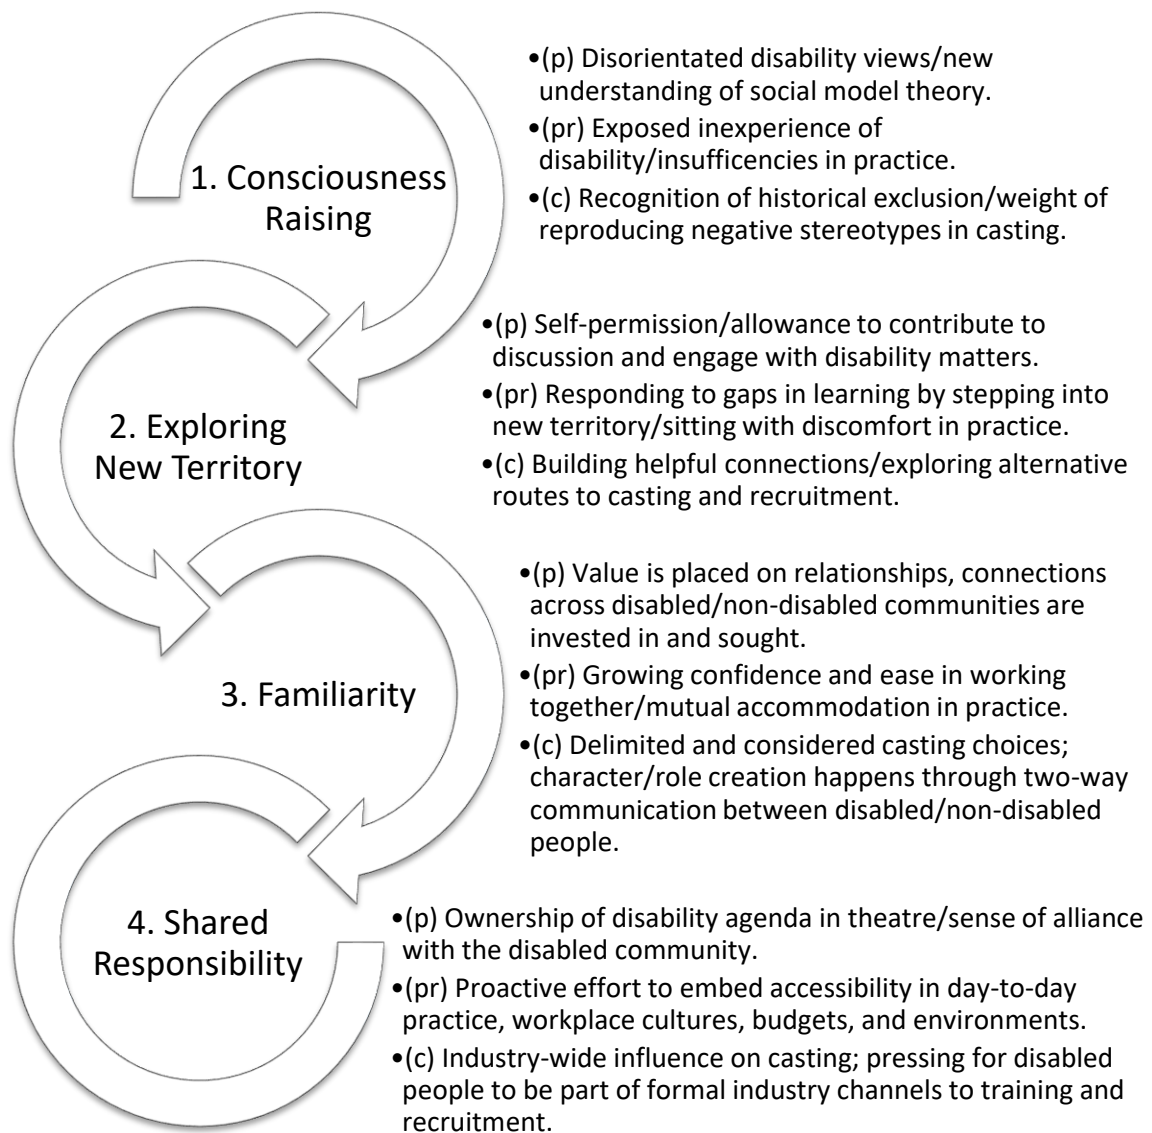 1. Consciousness
Raising
•(p) Disorientated disability views/new
understanding of social model theory.
•(pr) Exposed inexperience of
disability/insufficencies in practice.
•(c) Recognition of historical exclusion/weight of
reproducing negative stereotypes in casting.
2. Exploring
New Territory
•(p) Self-permission/allowance to contribute to
discussion and engage with disability matters.
•(pr) Responding to gaps in learning by stepping into
new territory/sitting with discomfort in practice.
•(c) Building helpful connections/exploring alternative
routes to casting and recruitment.
3. Familiarity
•(p) Value is placed on relationships, connections
across disabled/non-disabled communities are
invested in and sought.
•(pr) Growing confidence and ease in working
together/mutual accommodation in practice.
•(c) Delimited and considered casting choices;
character/role creation happens through two-way
communication between disabled/non-disabled
people.
4. Shared
Responsibility
•(p) Ownership of disability agenda in theatre/sense of alliance
with the disabled community.
•(pr) Proactive effort to embed accessibility in day-to-day
practice, workplace cultures, budgets, and environments.
•(c) Industry-wide influence on casting; pressing for disabled
people to be part of formal industry channels to training and
recruitment.